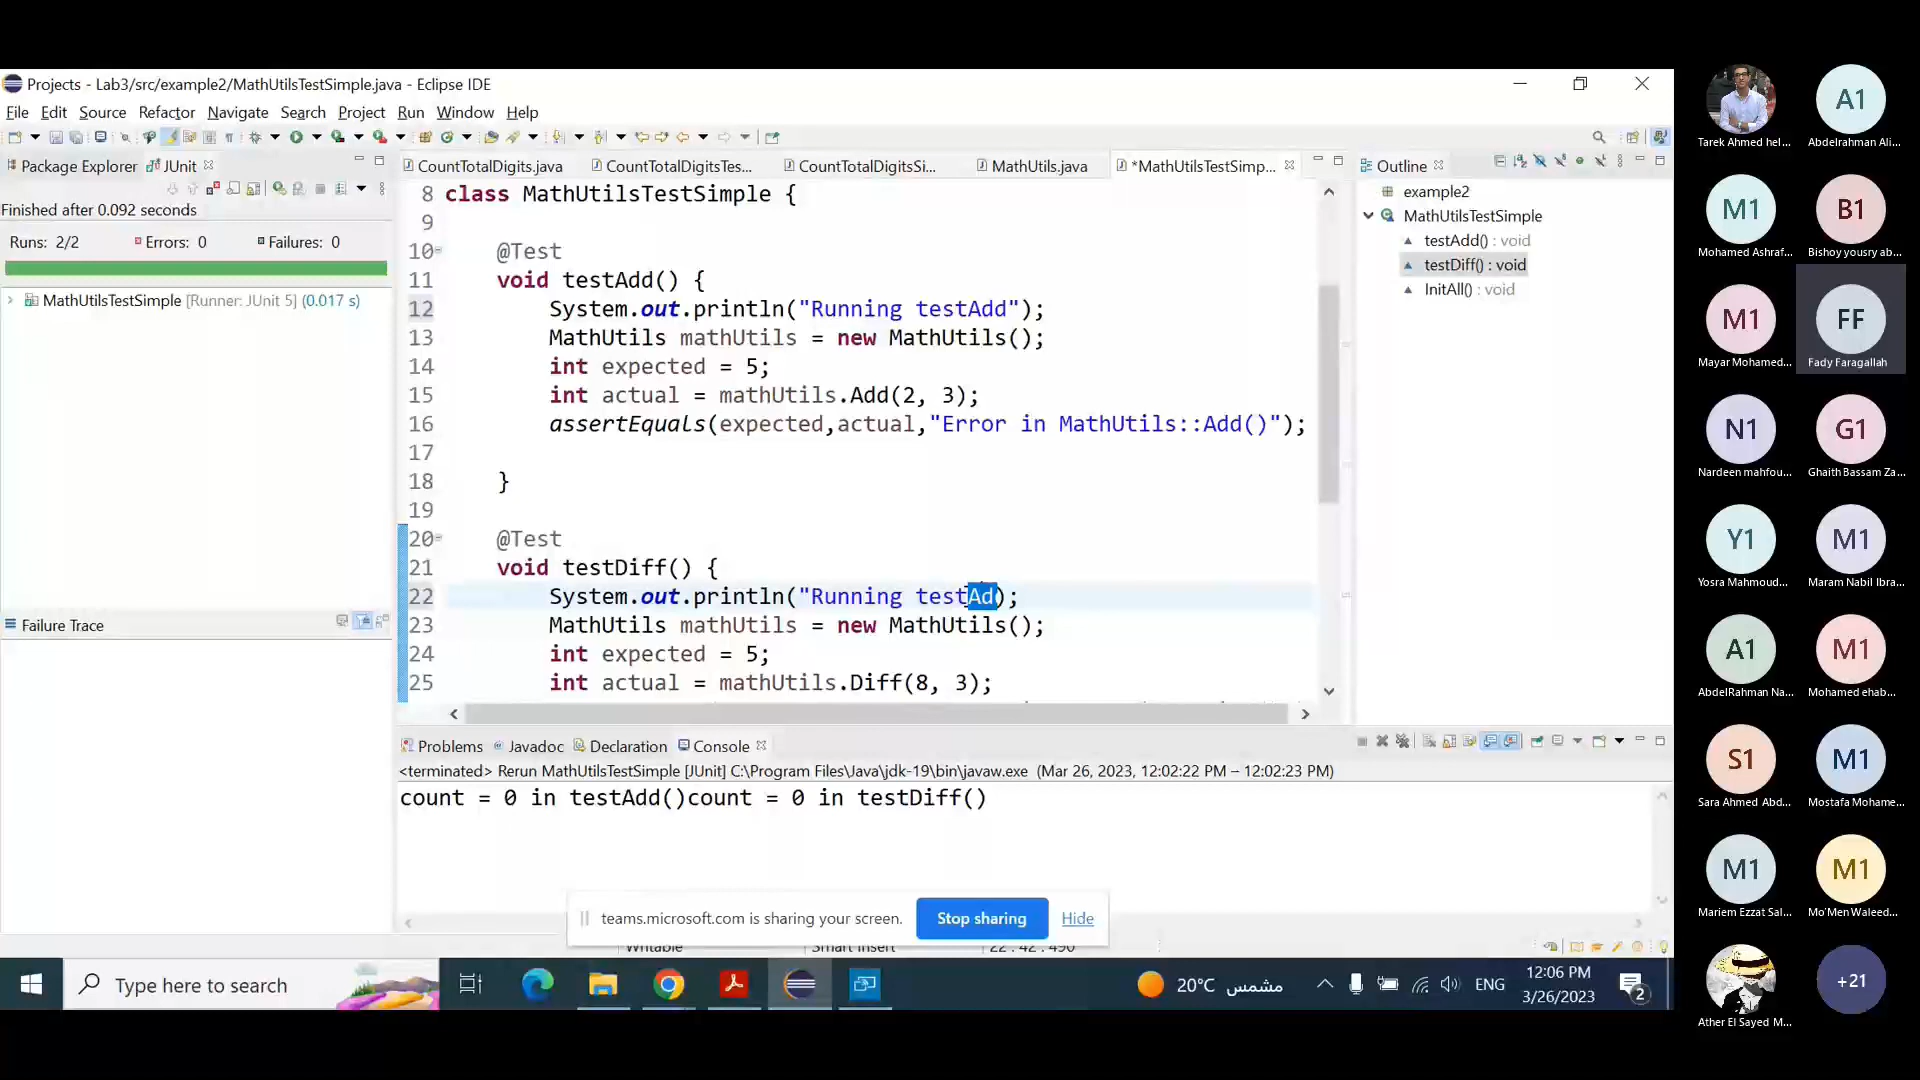 Projects - Lab3/src/example2/MathUtilsTestSimple.java - Eclipse IDE
File Edit Source Refactor Navigate Search Project Run Window Help
Package Explorer JUnit
Finished after 0.092 seconds
Runs: 2/2 Errors: 0 Failures: 0
MathUtilsTestSimple [Runner: JUnit 5] (0.017 s)
Failure Trace
CountTotalDigits.java CountTotalDigitsTes... CountTotalDigitsSi... MathUtils.java *MathUtilsTestSimp...
8 class MathUtilsTestSimple {
9
10 @Test
11 void testAdd() {
12 System.out.println("Running testAdd");
13 MathUtils mathUtils = new MathUtils();
14 int expected = 5;
15 int actual = mathUtils.Add(2, 3);
16 assertEquals(expected,actual,"Error in MathUtils::Add()");
17
18 }
19
20 @Test
21 void testDiff() {
22 System.out.println("Running testAd);
23 MathUtils mathUtils = new MathUtils();
24 int expected = 5;
25 int actual = mathUtils.Diff(8, 3);
Outline
example2
MathUtilsTestSimple
testAdd() : void
testDiff() : void
InitAll() : void
Problems Javadoc Declaration Console
<terminated> Rerun MathUtilsTestSimple [JUnit] C:\Program Files\Java\jdk-19\bin\javaw.exe (Mar 26, 2023, 12:02:22 PM – 12:02:23 PM)
count = 0 in testAdd()count = 0 in testDiff()
teams.microsoft.com is sharing your screen. Stop sharing Hide
Writable Smart Insert 22 : 42 : 490
Type here to search
20°C مشمس
ENG
12:06 PM
3/26/2023
2
Tarek Ahmed hel...
A1
Abdelrahman Ali...
M1
Mohamed Ashraf...
B1
Bishoy yousry ab...
M1
Mayar Mohamed...
FF
Fady Faragallah
N1
Nardeen mahfou...
G1
Ghaith Bassam Za...
Y1
Yosra Mahmoud...
M1
Maram Nabil Ibra...
A1
AbdelRahman Na...
M1
Mohamed ehab...
S1
Sara Ahmed Abd...
M1
Mostafa Mohame...
M1
Mariem Ezzat Sal...
M1
Mo'Men Waleed...
Ather El Sayed M...
+21